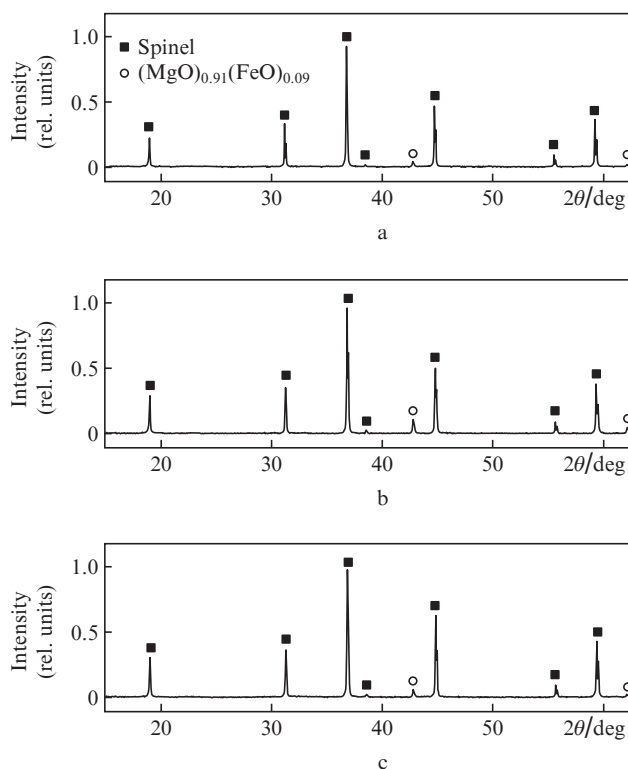 Intensity
(rel. units)
1.0
0.5
0
■ Spinel
○ (MgO)0.91(FeO)0.09
20 30 40 50 2θ/deg
a
Intensity
(rel. units)
1.0
0.5
0
20 30 40 50 2θ/deg
b
Intensity
(rel. units)
1.0
0.5
0
20 30 40 50 2θ/deg
c